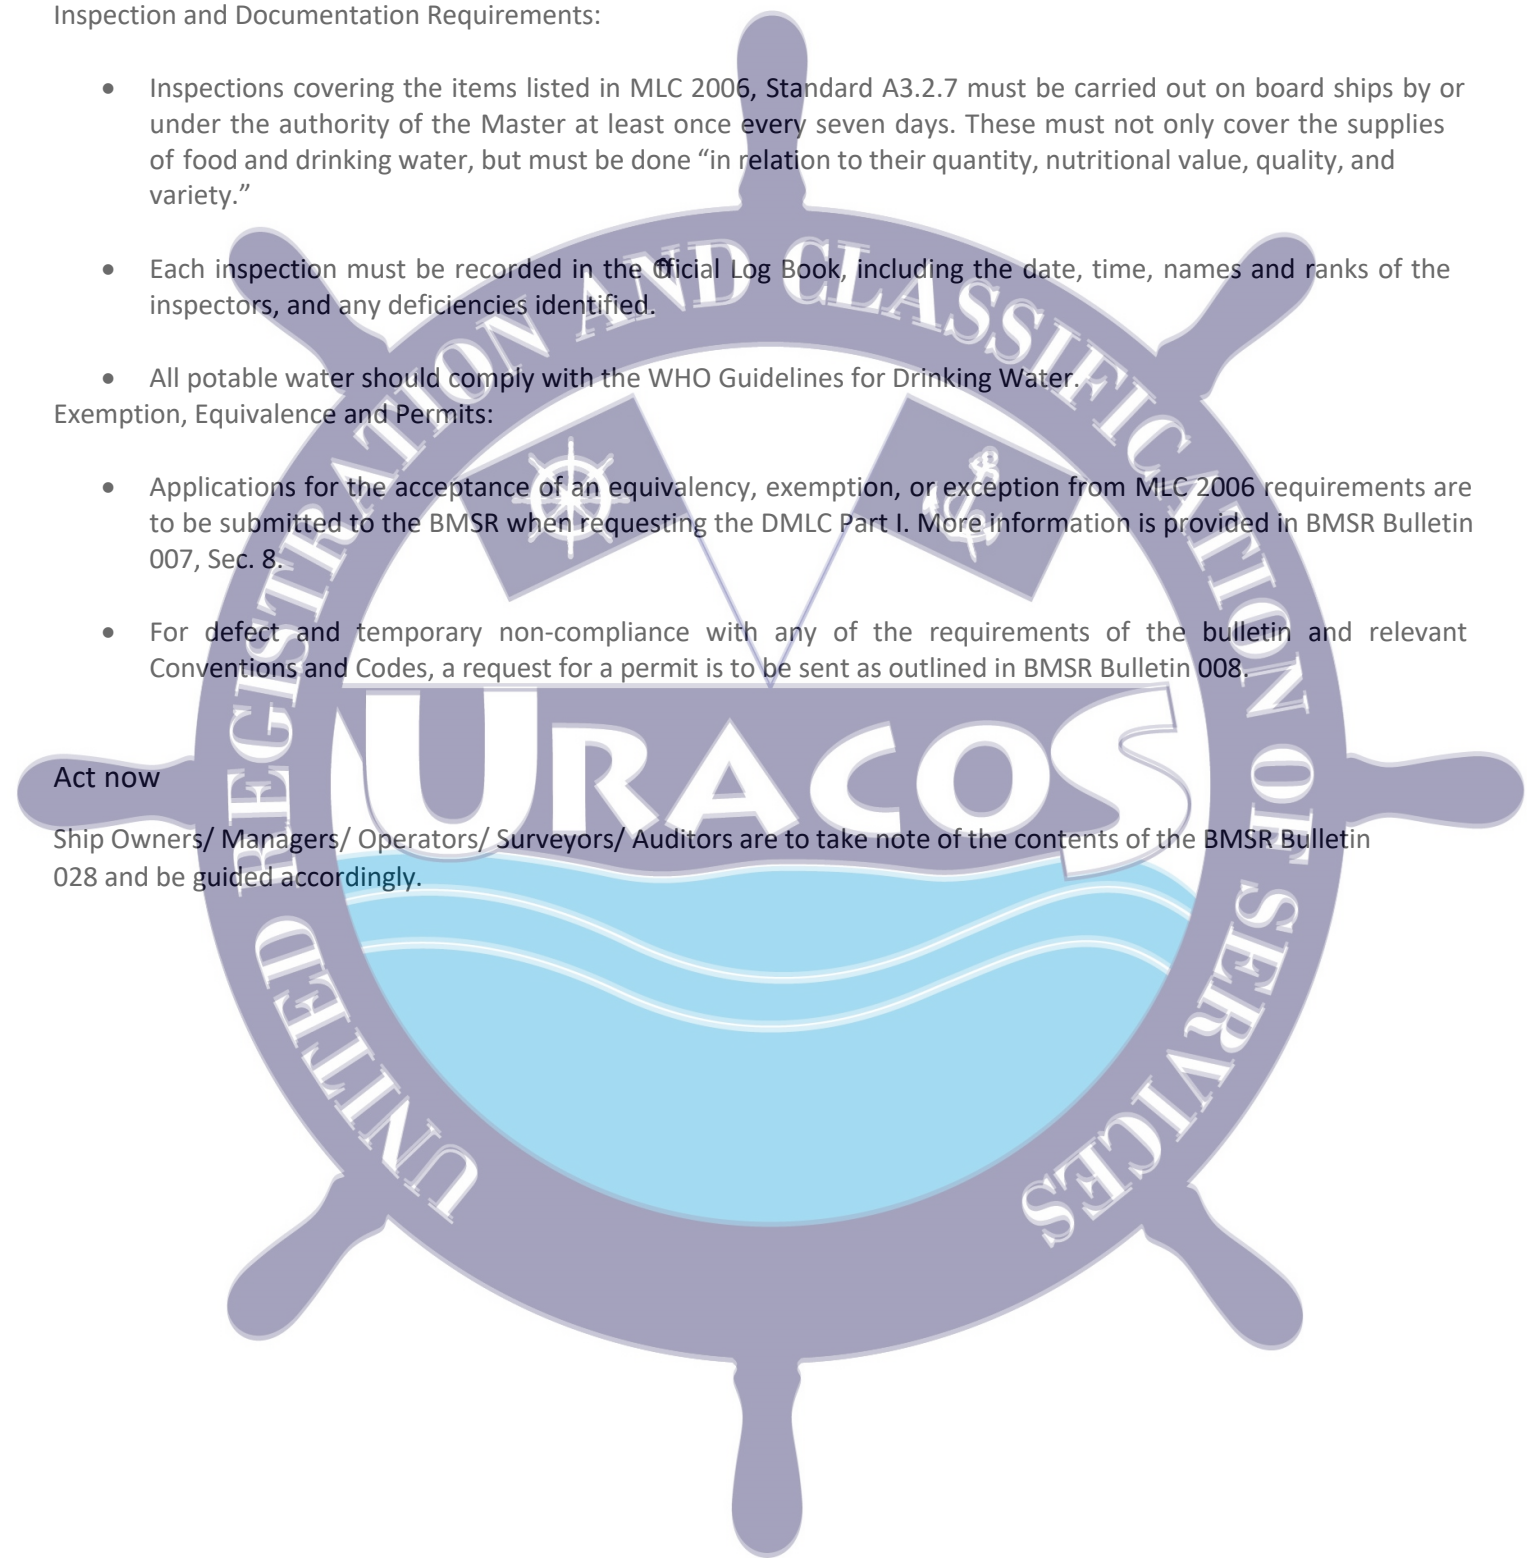 Inspection and Documentation Requirements:
• Inspections covering the items listed in MLC 2006, Standard A3.2.7 must be carried out on board ships by or
under the authority of the Master at least once every seven days. These must not only cover the supplies
of food and drinking water, but must be done “in relation to their quantity, nutritional value, quality, and
variety.”
• Each inspection must be recorded in the Official Log Book, including the date, time, names and ranks of the
inspectors, and any deficiencies identified.
• All potable water should comply with the WHO Guidelines for Drinking Water.
Exemption, Equivalence and Permits:
• Applications for the acceptance of an equivalency, exemption, or exception from MLC 2006 requirements are
to be submitted to the BMSR when requesting the DMLC Part I. More information is provided in BMSR Bulletin
007, Sec. 8.
• For defect and temporary non-compliance with any of the requirements of the bulletin and relevant
Conventions and Codes, a request for a permit is to be sent as outlined in BMSR Bulletin 008.
Act now
Ship Owners/ Managers/ Operators/ Surveyors/ Auditors are to take note of the contents of the BMSR Bulletin
028 and be guided accordingly.
UNITED REGISTRATION AND CLASSIFICATION OF SERVICES
URACOS